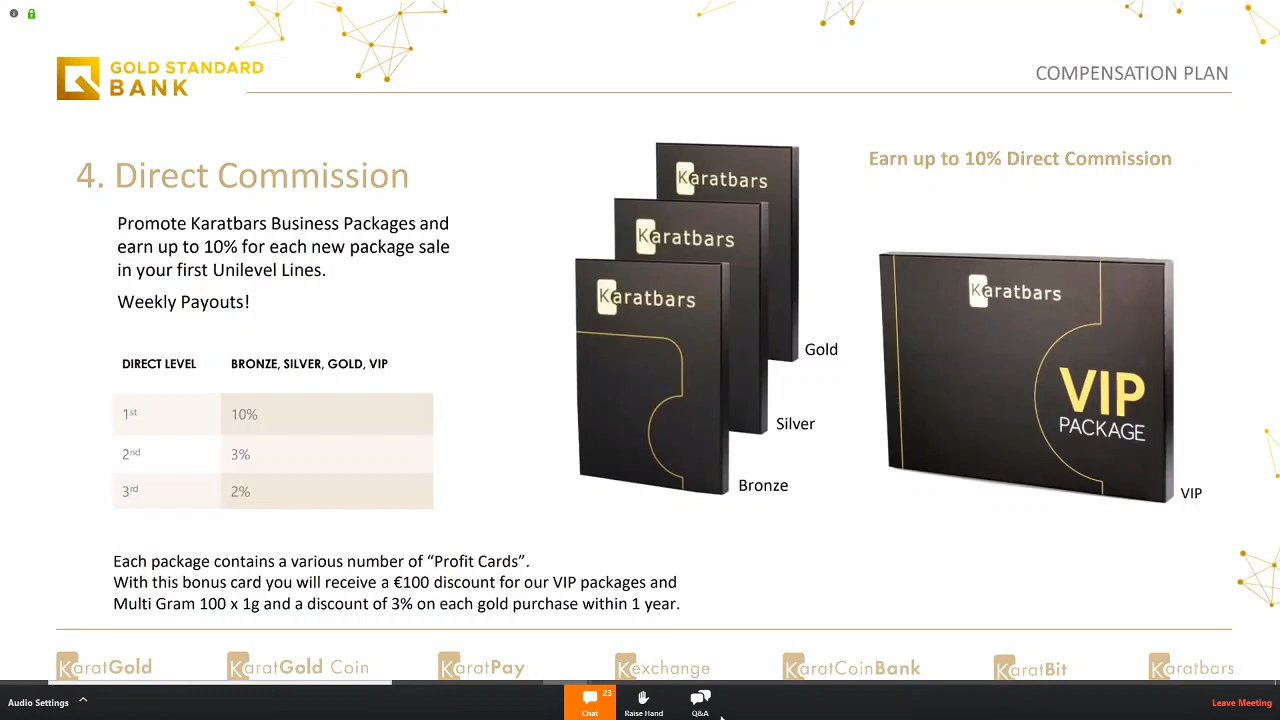 GOLD STANDARD
BANK
COMPENSATION PLAN
4. Direct Commission
Earn up to 10% Direct Commission
Promote Karatbars Business Packages and
earn up to 10% for each new package sale
in your first Unilevel Lines.
Weekly Payouts!
DIRECT LEVEL BRONZE, SILVER, GOLD, VIP
1st 10%
2nd 3%
3rd 2%
Karatbars
Gold
Karatbars
Silver
Karatbars
Bronze
Karatbars
VIP
PACKAGE
VIP
Each package contains a various number of “Profit Cards”.
With this bonus card you will receive a €100 discount for our VIP packages and
Multi Gram 100 x 1g and a discount of 3% on each gold purchase within 1 year.
KaratGold KaratGold Coin KaratPay Kexchange KaratCoinBank KaratBit Karatbars
Audio Settings
23
Chat
Raise Hand
Q&A
Leave Meeting